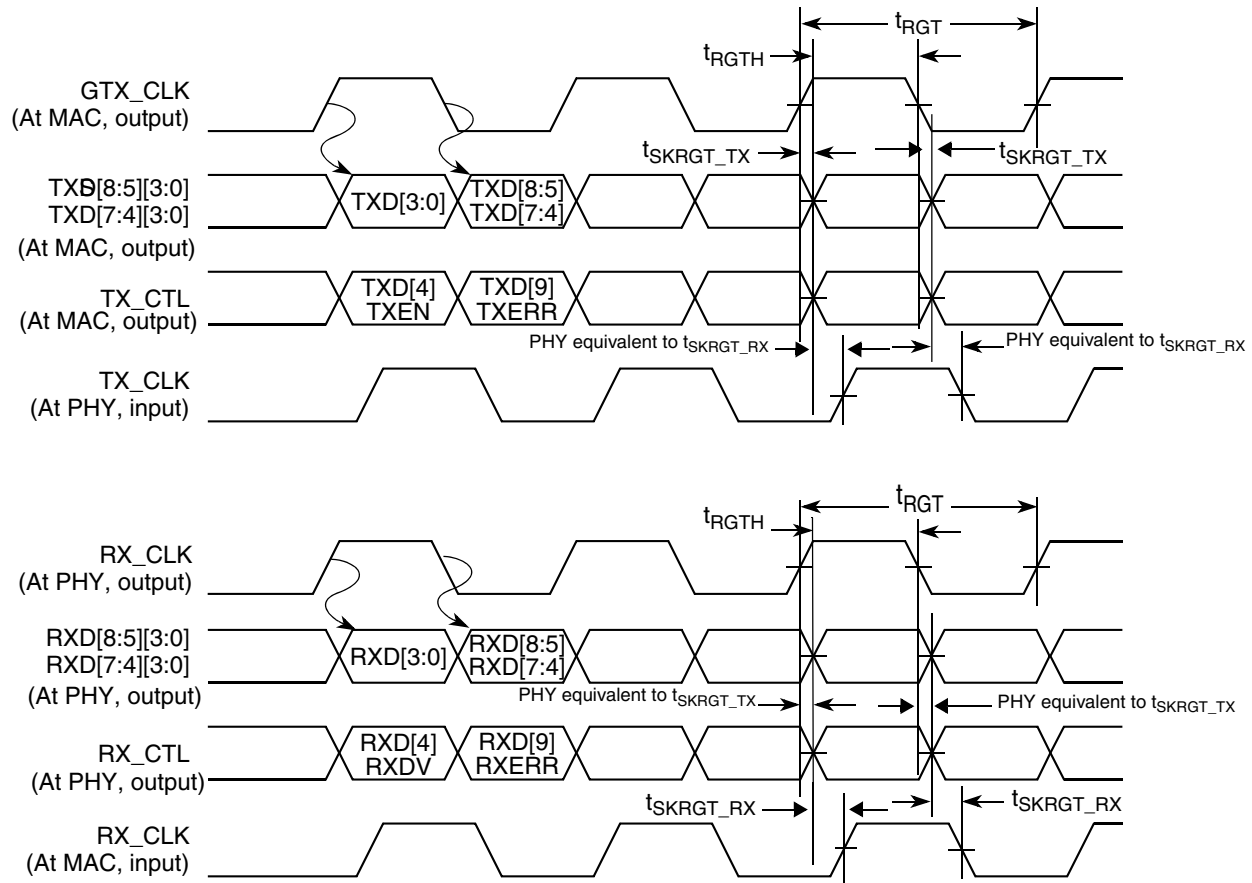 tRGT
tRGTH
GTX_CLK
(At MAC, output)
tSKRGT_TX
tSKRGT_TX
TXD[8:5][3:0]
TXD[7:4][3:0]
(At MAC, output)
TXD[3:0]
TXD[8:5]
TXD[7:4]
TX_CTL
(At MAC, output)
TXD[4]
TXEN
TXD[9]
TXERR
PHY equivalent to tSKRGT_RX
PHY equivalent to tSKRGT_RX
TX_CLK
(At PHY, input)
tRGT
tRGTH
RX_CLK
(At PHY, output)
RXD[8:5][3:0]
RXD[7:4][3:0]
(At PHY, output)
RXD[3:0]
RXD[8:5]
RXD[7:4]
PHY equivalent to tSKRGT_TX
PHY equivalent to tSKRGT_TX
RX_CTL
(At PHY, output)
RXD[4]
RXDV
RXD[9]
RXERR
tSKRGT_RX
tSKRGT_RX
RX_CLK
(At MAC, input)